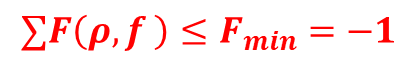 ∑F(ρ, f) ≤ F_min = −1